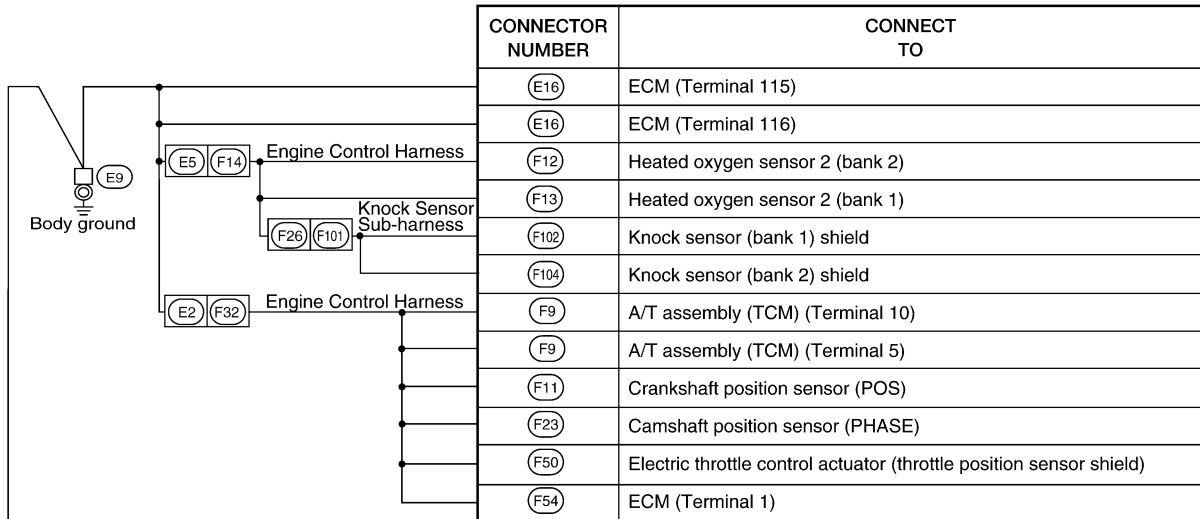 CONNECTOR NUMBER CONNECT TO
E16 ECM (Terminal 115)
E16 ECM (Terminal 116)
E5 F14 Engine Control Harness F12 Heated oxygen sensor 2 (bank 2)
E9
Body ground
F13 Heated oxygen sensor 2 (bank 1)
Knock Sensor
Sub-harness
F26 F101 F102 Knock sensor (bank 1) shield
F104 Knock sensor (bank 2) shield
E2 F32 Engine Control Harness F9 A/T assembly (TCM) (Terminal 10)
F9 A/T assembly (TCM) (Terminal 5)
F11 Crankshaft position sensor (POS)
F23 Camshaft position sensor (PHASE)
F50 Electric throttle control actuator (throttle position sensor shield)
F54 ECM (Terminal 1)